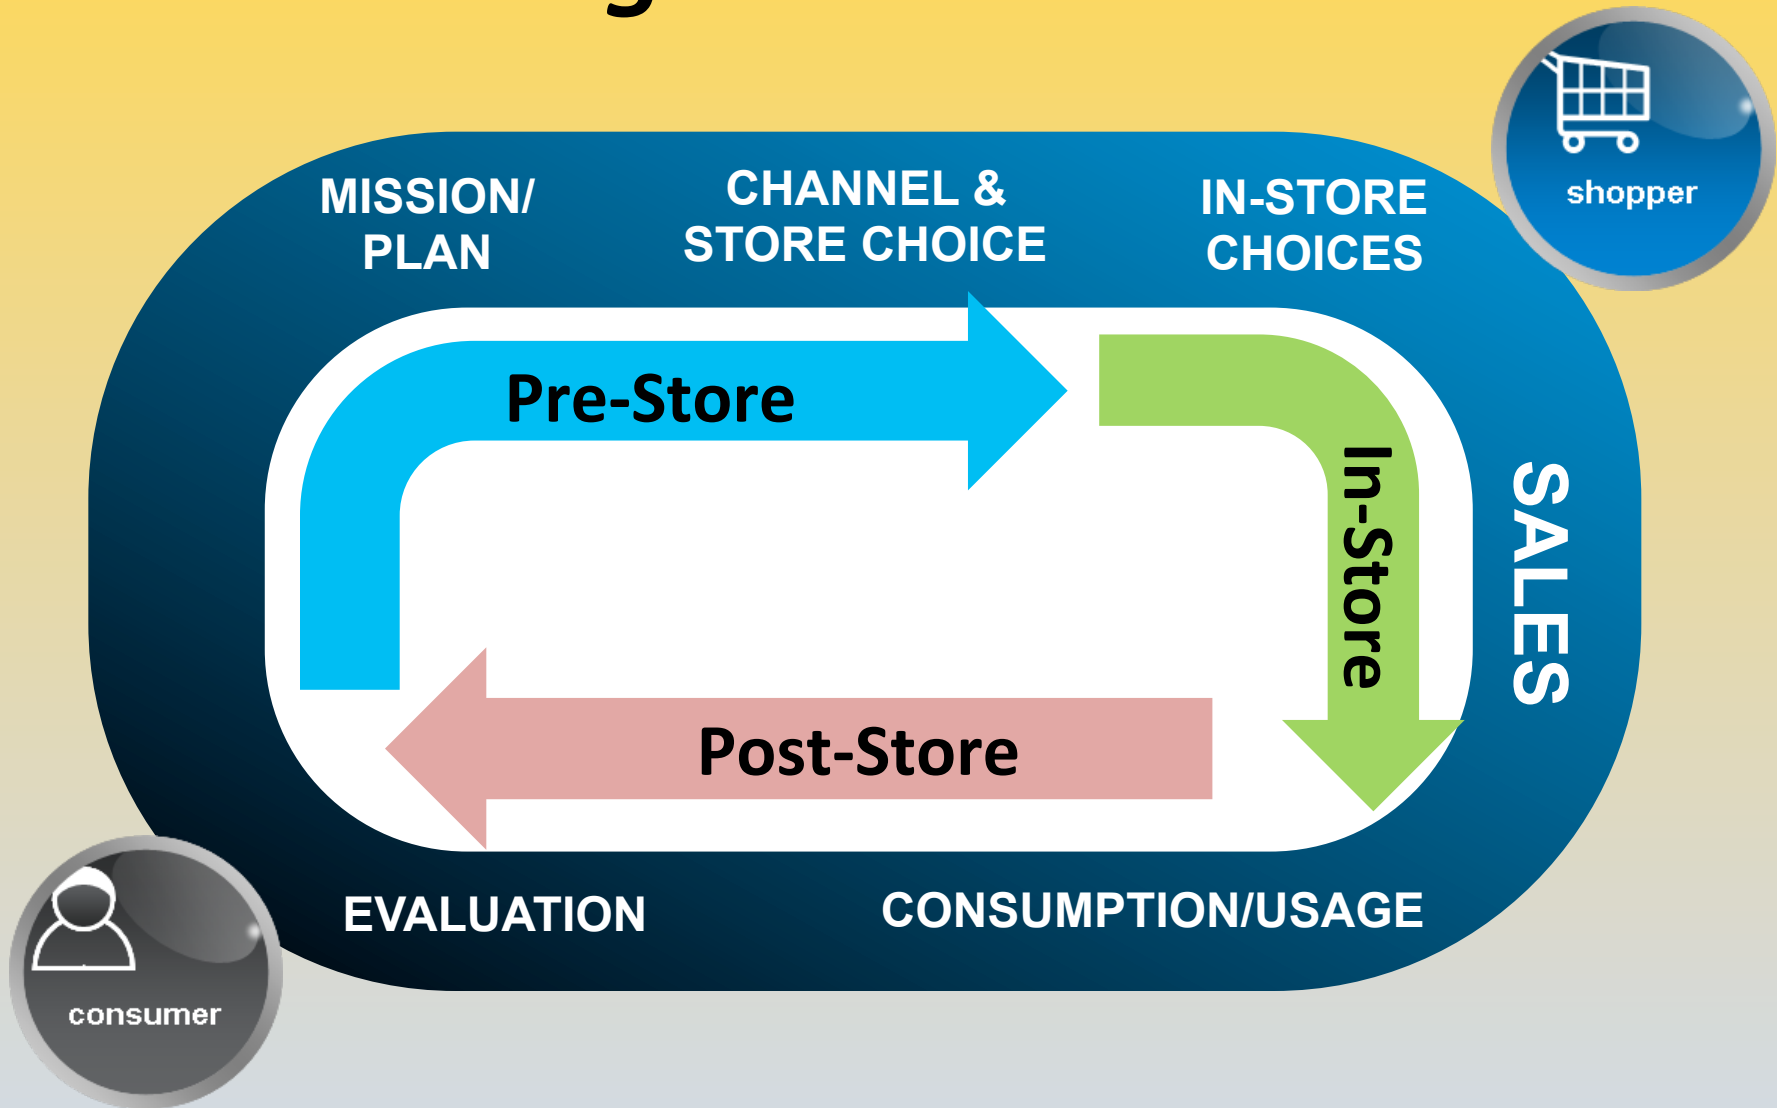 shopper
MISSION/
PLAN
CHANNEL &
STORE CHOICE
IN-STORE
CHOICES
Pre-Store
In-Store
SALES
Post-Store
EVALUATION
CONSUMPTION/USAGE
consumer